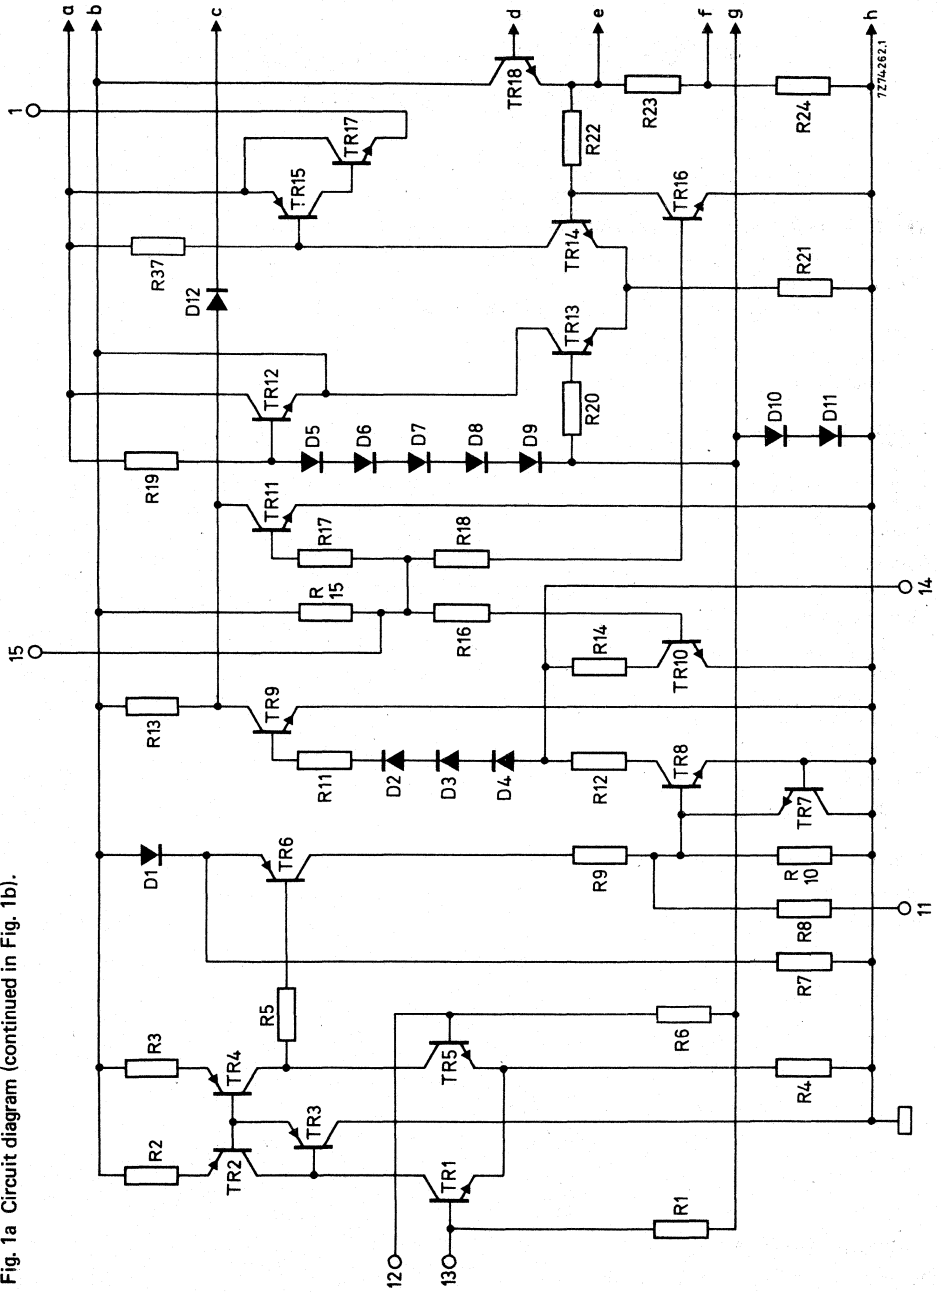 Fig. 1a Circuit diagram (continued in Fig. 1b).
a
b
c
d
e
f
g
h
7Z74262.1
1
TR18
R23
R24
R22
TR17
TR15
TR16
R37
TR14
R21
D12
TR13
TR12
R20
D10
D11
D5
D6
D7
D8
D9
R19
TR11
R17
R18
R
15
R16
14
15
R14
TR10
R13
TR9
R11
D2
D3
D4
R12
TR8
TR7
D1
TR6
R9
R
10
R8
11
R7
R5
R6
R3
TR4
TR5
R4
R2
TR2
TR3
TR1
R1
12
13